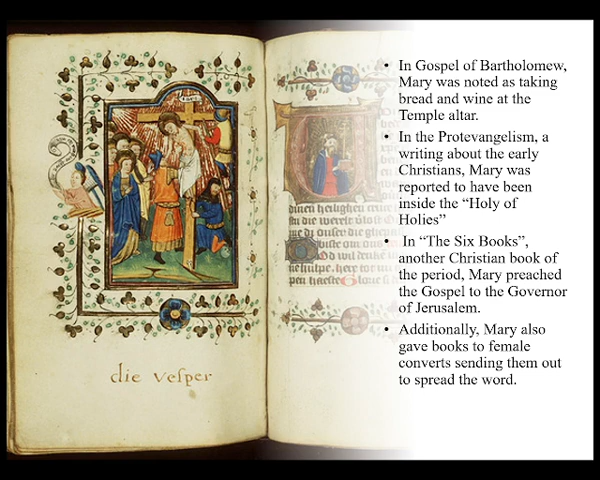 die vesper
• In Gospel of Bartholomew,
Mary was noted as taking
bread and wine at the
Temple altar.
• In the Protevangelism, a
writing about the early
Christians, Mary was
reported to have been
inside the “Holy of
Holies”
• In “The Six Books”,
another Christian book of
the period, Mary preached
the Gospel to the Governor
of Jerusalem.
• Additionally, Mary also
gave books to female
converts sending them out
to spread the word.